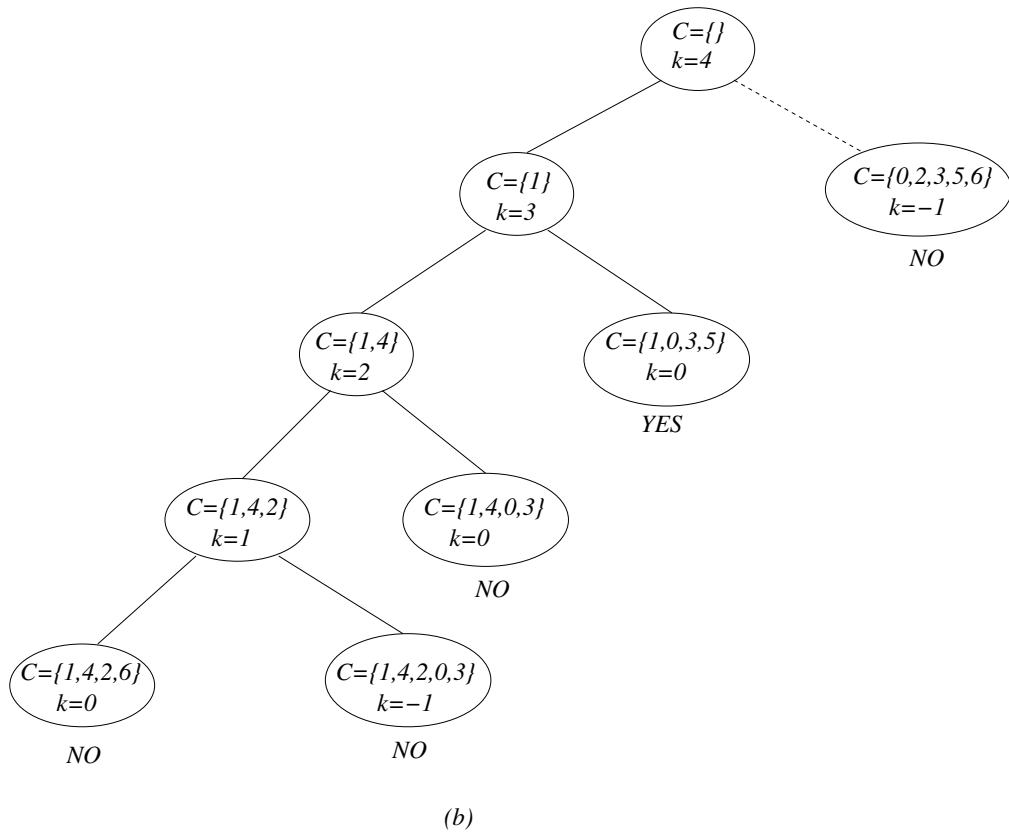 C={}
k=4
C={1}
k=3
C={0,2,3,5,6}
k=−1
NO
C={1,4}
k=2
C={1,0,3,5}
k=0
YES
C={1,4,2}
k=1
C={1,4,0,3}
k=0
NO
C={1,4,2,6}
k=0
NO
C={1,4,2,0,3}
k=−1
NO
(b)